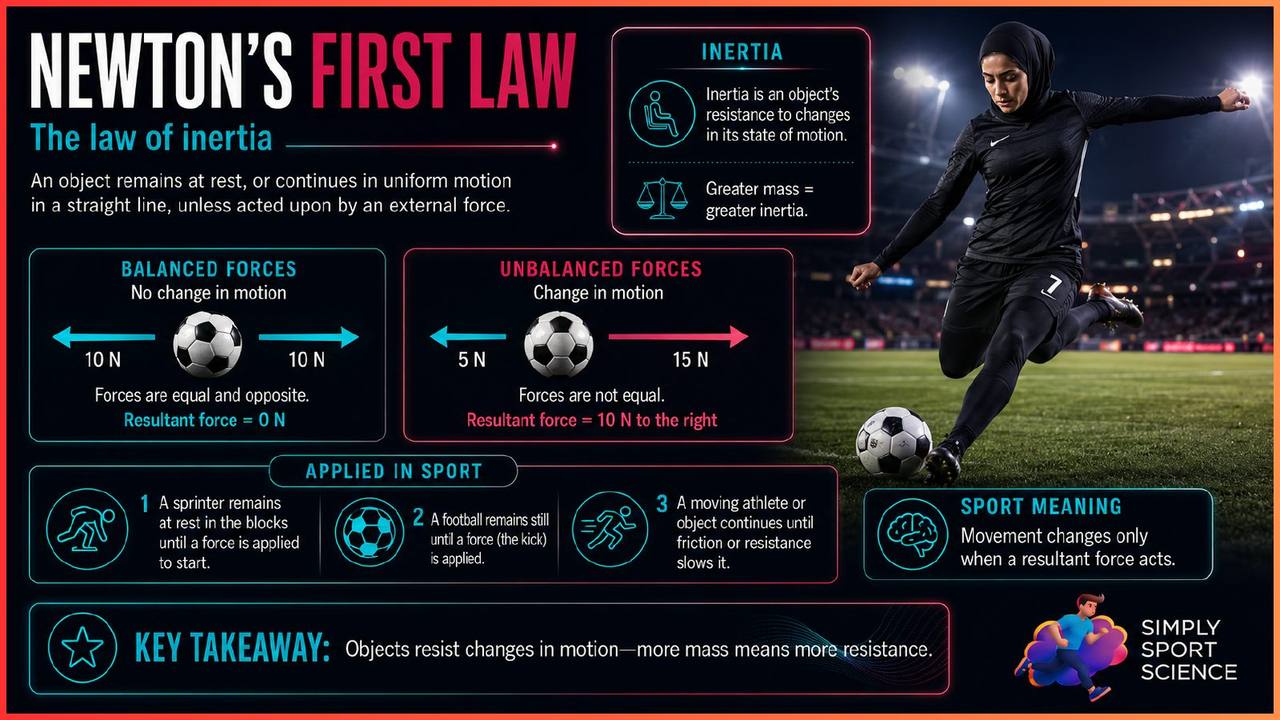 NEWTON'S FIRST LAW
The law of inertia
An object remains at rest, or continues in uniform motion
in a straight line, unless acted upon by an external force.
INERTIA
Inertia is an object's
resistance to changes
in its state of motion.
Greater mass =
greater inertia.
BALANCED FORCES
No change in motion
10 N
10 N
Forces are equal and opposite.
Resultant force = 0 N
UNBALANCED FORCES
Change in motion
5 N
15 N
Forces are not equal.
Resultant force = 10 N to the right
7
APPLIED IN SPORT
1
A sprinter remains
at rest in the blocks
until a force is applied
to start.
2
A football remains still
until a force (the kick)
is applied.
3
A moving athlete or
object continues until
friction or resistance
slows it.
SPORT MEANING
Movement changes only
when a resultant force acts.
KEY TAKEAWAY: Objects resist changes in motion—more mass means more resistance.
SIMPLY
SPORT
SCIENCE